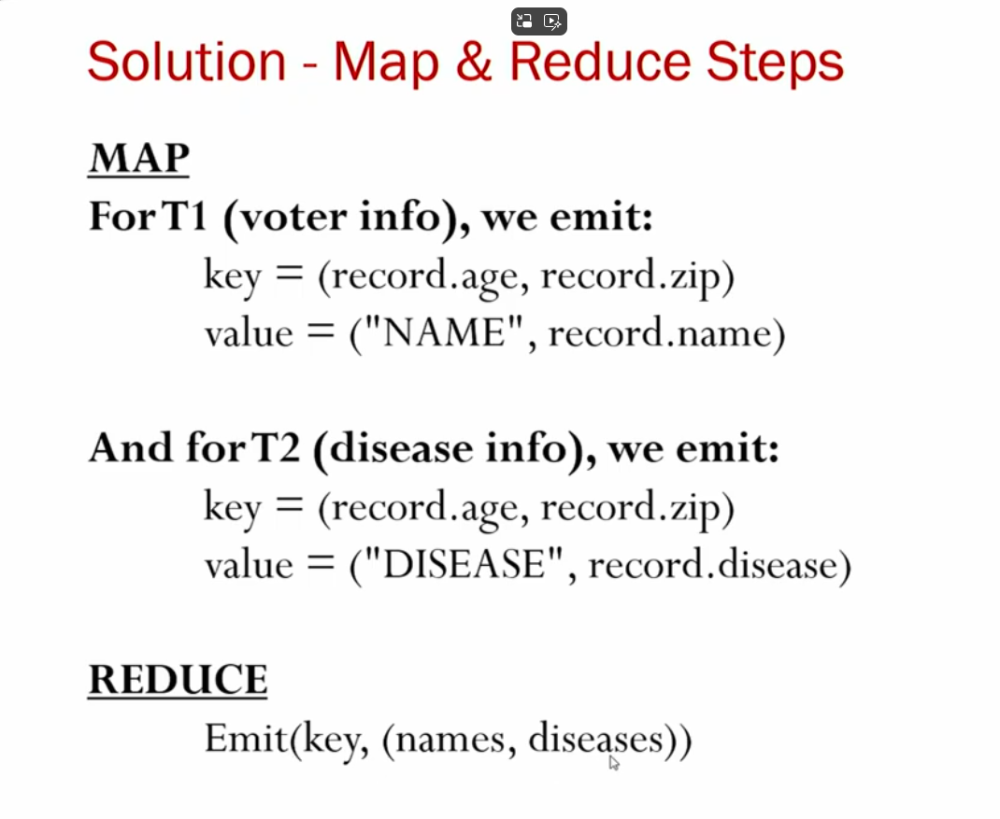 Solution - Map & Reduce Steps
MAP
For T1 (voter info), we emit:
key = (record.age, record.zip)
value = ("NAME", record.name)
And for T2 (disease info), we emit:
key = (record.age, record.zip)
value = ("DISEASE", record.disease)
REDUCE
Emit(key, (names, diseases))